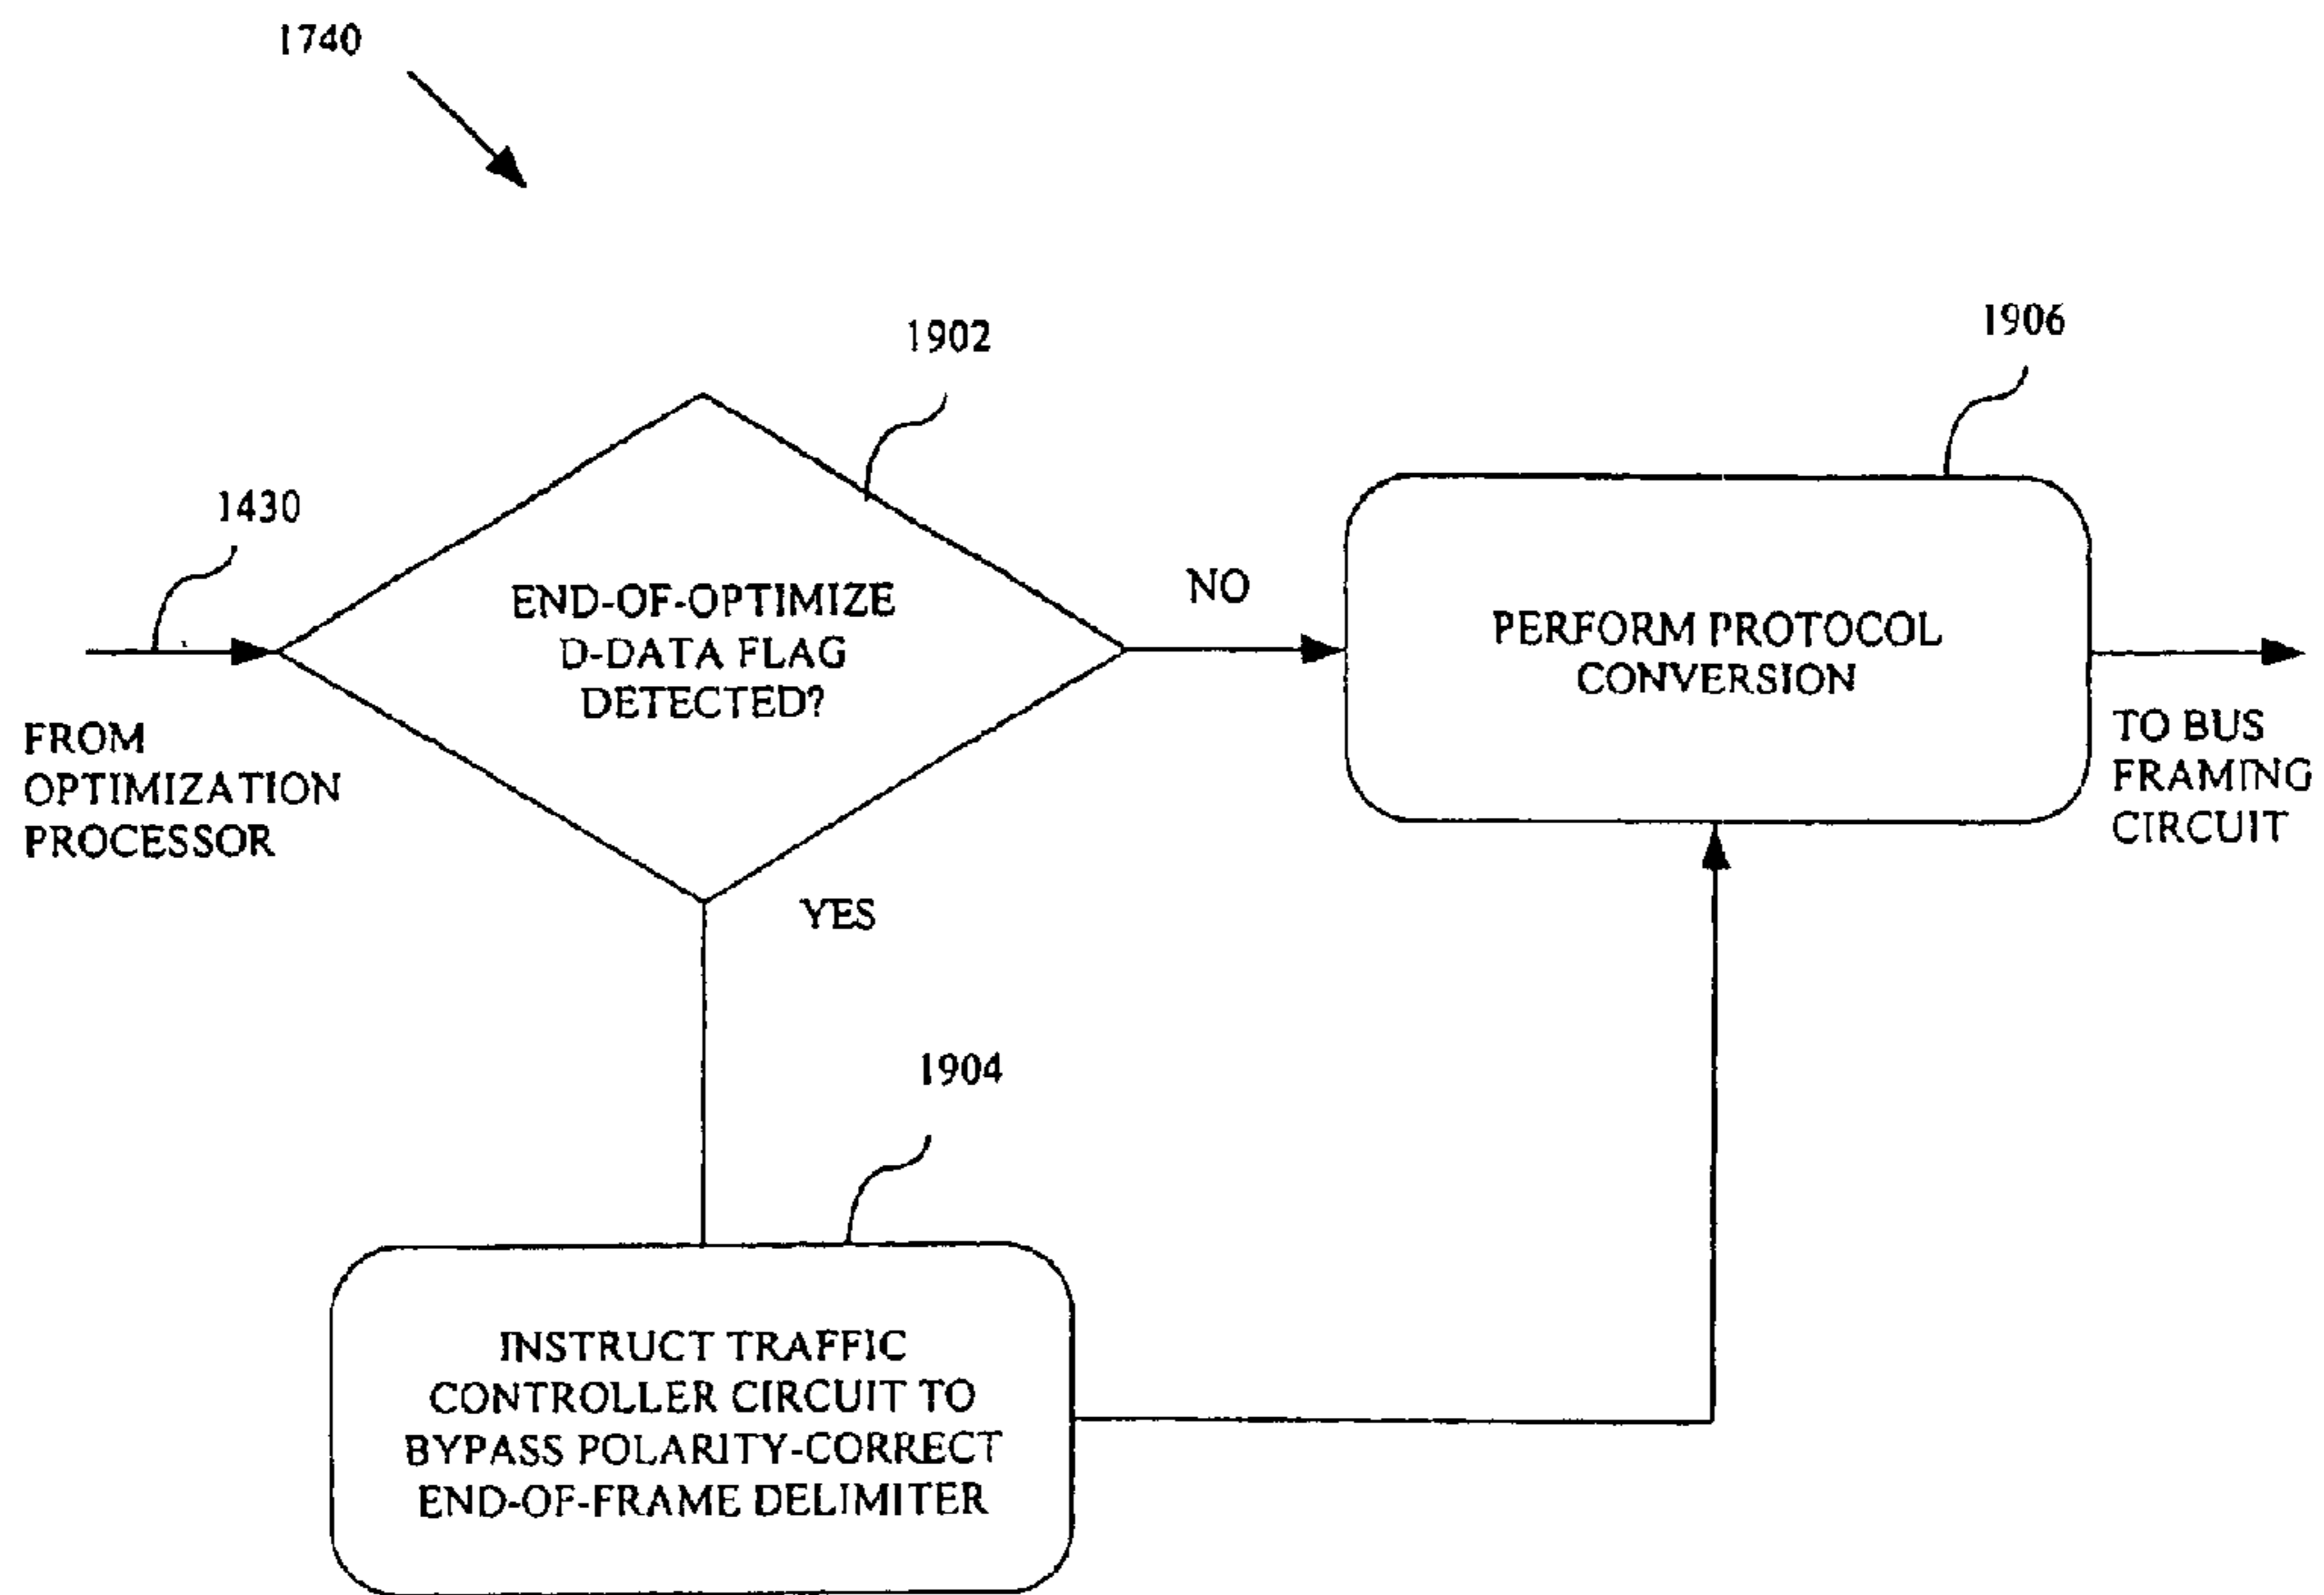 1740
1902
1906
1430
END-OF-OPTIMIZE
D-DATA FLAG
DETECTED?
NO
PERFORM PROTOCOL
CONVERSION
FROM
OPTIMIZATION
PROCESSOR
TO BUS
FRAMING
CIRCUIT
YES
1904
INSTRUCT TRAFFIC
CONTROLLER CIRCUIT TO
BYPASS POLARITY-CORRECT
END-OF-FRAME DELIMITER